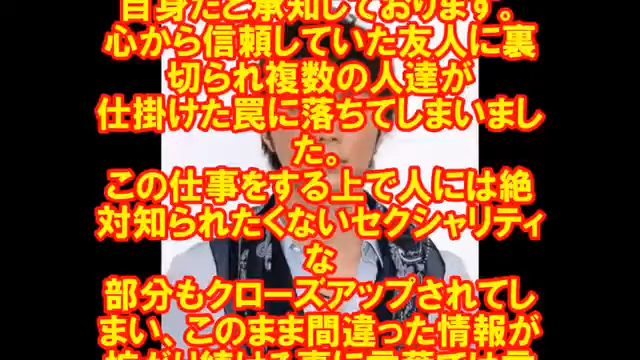 自身だと承知しております。
心から信頼していた友人に裏
切られ複数の人達が
仕掛けた罠に落ちてしまいまし
た。
この仕事をする上で人には絶
対知られたくないセクシャリティ
な
部分もクローズアップされてし
まい、このまま間違った情報が